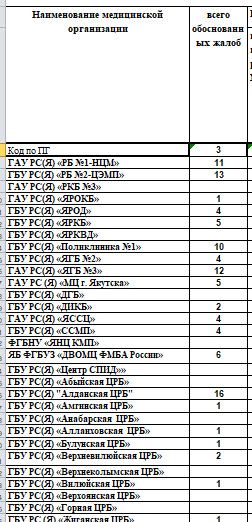 Наименование медицинской организации
всего обоснованн ых жалоб
Код по ПГ 3
ГАУ РС(Я) «РБ №1-НЦМ» 11
ГБУ РС(Я) «РБ №2-ЦЭМП» 13
ГАУ РС(Я) «РКБ №3»
ГАУ РС(Я) «ЯРОКБ» 1
ГБУ РС(Я) «ЯРОД» 4
ГБУ РС(Я) «ЯРКБ» 5
ГБУ РС(Я) «ЯРКВД»
ГБУ РС(Я) «Поликлиника №1» 10
ГБУ РС(Я) «ЯГБ №2» 4
ГАУ РС(Я) «ЯГБ №3» 12
ГАУ РС (Я) «МЦ г. Якутска» 5
ГБУ РС(Я) «ДГБ»
ГБУ РС(Я) «ДИКБ» 2
ГАУ РС(Я) «ЯССЦ» 4
ГБУ РС(Я) «ССМП» 4
ФГБНУ «ЯНЦ КМП»
ЯБ ФГБУЗ «ДВОМЦ ФМБА России» 6
ГБУ РС(Я) «Центр СПИД»»
ГБУ РС(Я) «Абыйская ЦРБ»
ГБУ РС(Я) "Алданская ЦРБ" 16
ГБУ РС(Я) «Амгинская ЦРБ» 1
ГБУ РС(Я) «Анабарская ЦРБ»
ГБУ РС(Я) «Аллаиховская ЦРБ» 1
ГБУ РС(Я) «Булунская ЦРБ» 1
ГБУ РС(Я) «Верхневилюйская ЦРБ» 2
ГБУ РС(Я) «Верхнеколымская ЦРБ»
ГБУ РС(Я) «Вилюйская ЦРБ» 1
ГБУ РС(Я) «Верхоянская ЦРБ»
ГБУ РС(Я) «Горная ЦРБ»
ГБУ РС (Я) «Жиганская ЦРБ» 1